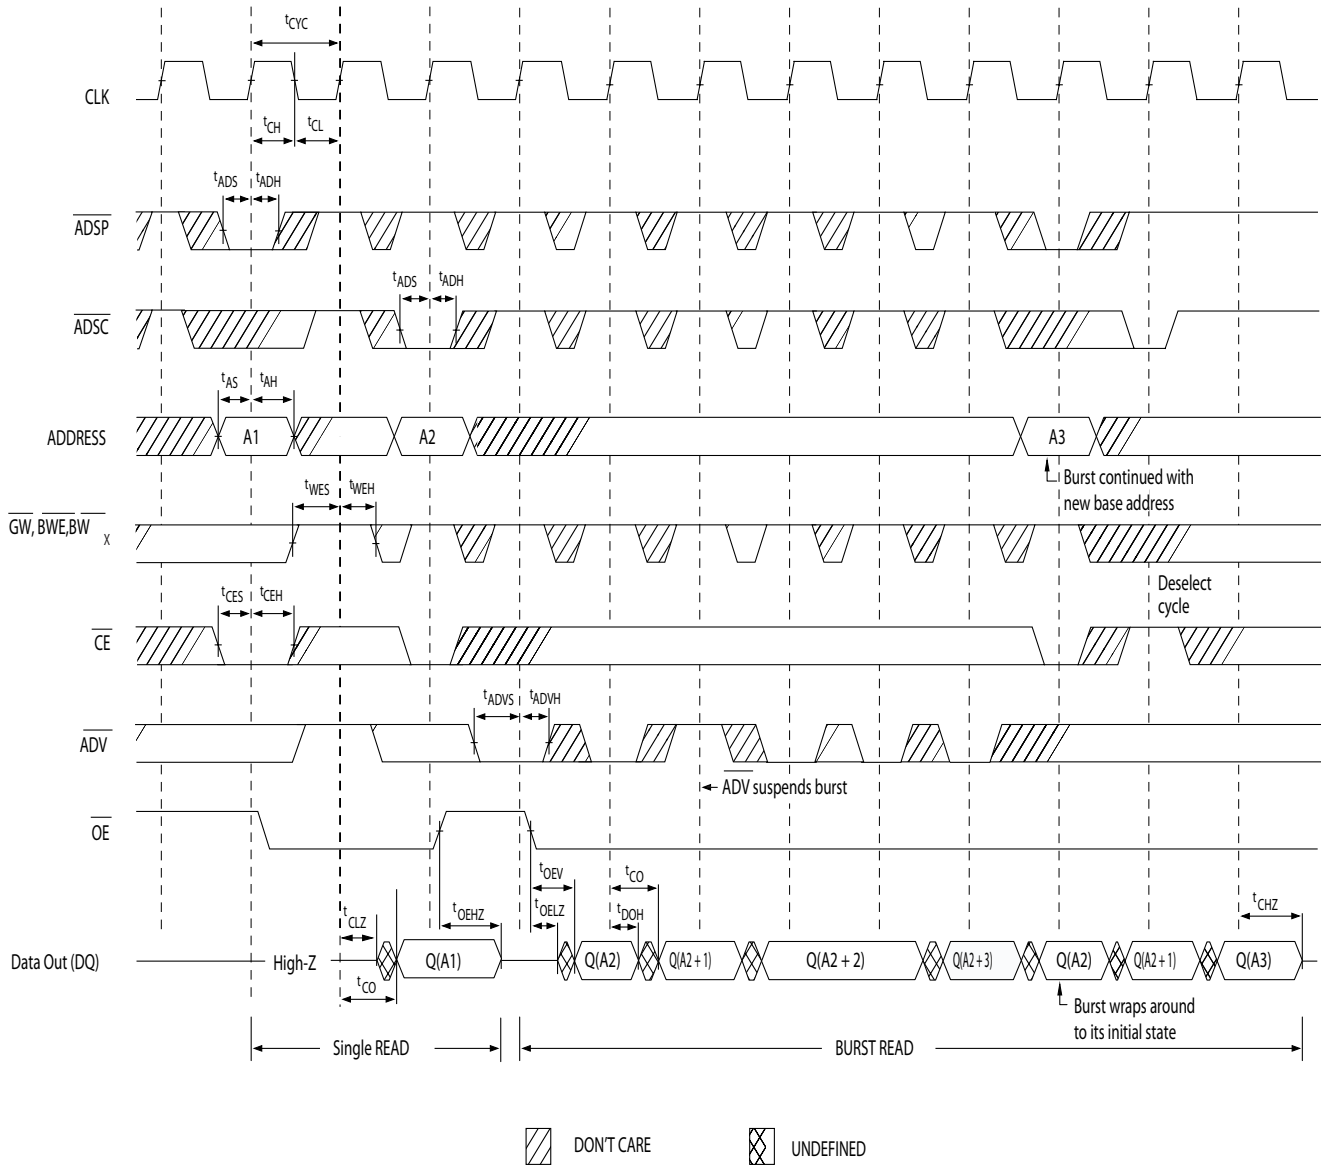 tCYC
CLK
tCH tCL
tADS tADH
ADSP
tADS tADH
ADSC
tAS tAH
ADDRESS A1 A2 A3
Burst continued with
new base address
tWES tWEH
GW, BWE,BW X
Deselect
cycle
tCES tCEH
CE
tADVS tADVH
ADV
ADV suspends burst
OE
tOEV tCO
tCLZ tOEHZ tOELZ tDOH tCHZ
Data Out (DQ) High-Z Q(A1) Q(A2) Q(A2 + 1) Q(A2 + 2) Q(A2 + 3) Q(A2) Q(A2 + 1) Q(A3)
tCO
Burst wraps around
to its initial state
Single READ BURST READ
DON'T CARE UNDEFINED